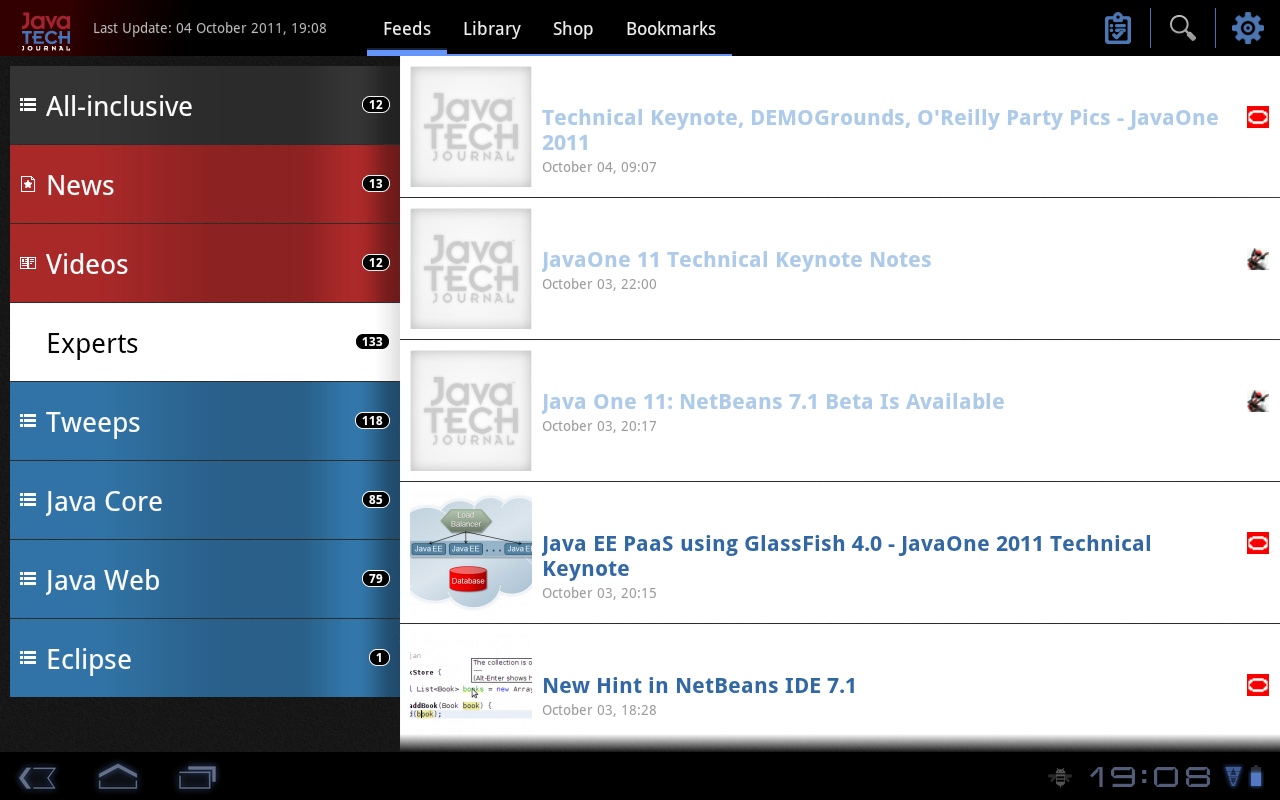 Java
TECH
JOURNAL
Last Update: 04 October 2011, 19:08
Feeds
Library
Shop
Bookmarks
All-inclusive
12
News
13
Videos
12
Experts
133
Tweeps
118
Java Core
85
Java Web
79
Eclipse
1
Java
TECH
JOURNAL
Technical Keynote, DEMOGrounds, O'Reilly Party Pics - JavaOne
2011
October 04, 09:07
Java
TECH
JOURNAL
JavaOne 11 Technical Keynote Notes
October 03, 22:00
Java
TECH
JOURNAL
Java One 11: NetBeans 7.1 Beta Is Available
October 03, 20:17
Load
Balancer
Java EE
Java EE
. . .
Java E
Database
Java EE PaaS using GlassFish 4.0 - JavaOne 2011 Technical
Keynote
October 03, 20:15
jan
The collection is o
kStore {
(Alt-Enter shows h
l List<Book> books = new Array
addBook(Book book) {
d(book);
New Hint in NetBeans IDE 7.1
October 03, 18:28
19:08